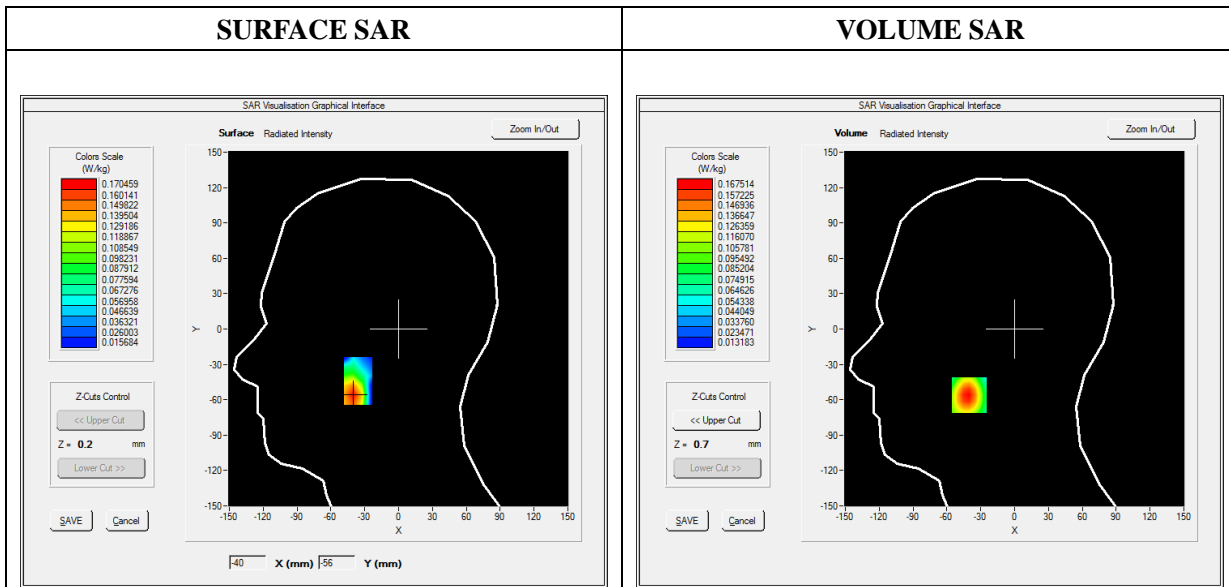 SURFACE SAR
VOLUME SAR
SAR Visualisation Graphical Interface
Surface Radiated Intensity
Zoom In/Out
Colors Scale
(W/kg)
0.170459
0.160141
0.149822
0.139504
0.129186
0.118867
0.108549
0.098231
0.087912
0.077594
0.067276
0.056958
0.046639
0.036321
0.026003
0.015684
Z-Cuts Control
<< Upper Cut
Z = 0.2 mm
Lower Cut >>
SAVE Cancel
150
120
90
60
30
0
-30
-60
-90
-120
-150
Y
-150 -120 -90 -60 -30 0 30 60 90 120 150
X
-40 X (mm) -56 Y (mm)
SAR Visualisation Graphical Interface
Volume Radiated Intensity
Zoom In/Out
Colors Scale
(W/kg)
0.167514
0.157225
0.146936
0.136647
0.126359
0.116070
0.105781
0.095492
0.085204
0.074915
0.064626
0.054338
0.044049
0.033760
0.023471
0.013183
Z-Cuts Control
<< Upper Cut
Z = 0.7 mm
Lower Cut >>
SAVE Cancel
150
120
90
60
30
0
-30
-60
-90
-120
-150
Y
-150 -120 -90 -60 -30 0 30 60 90 120 150
X